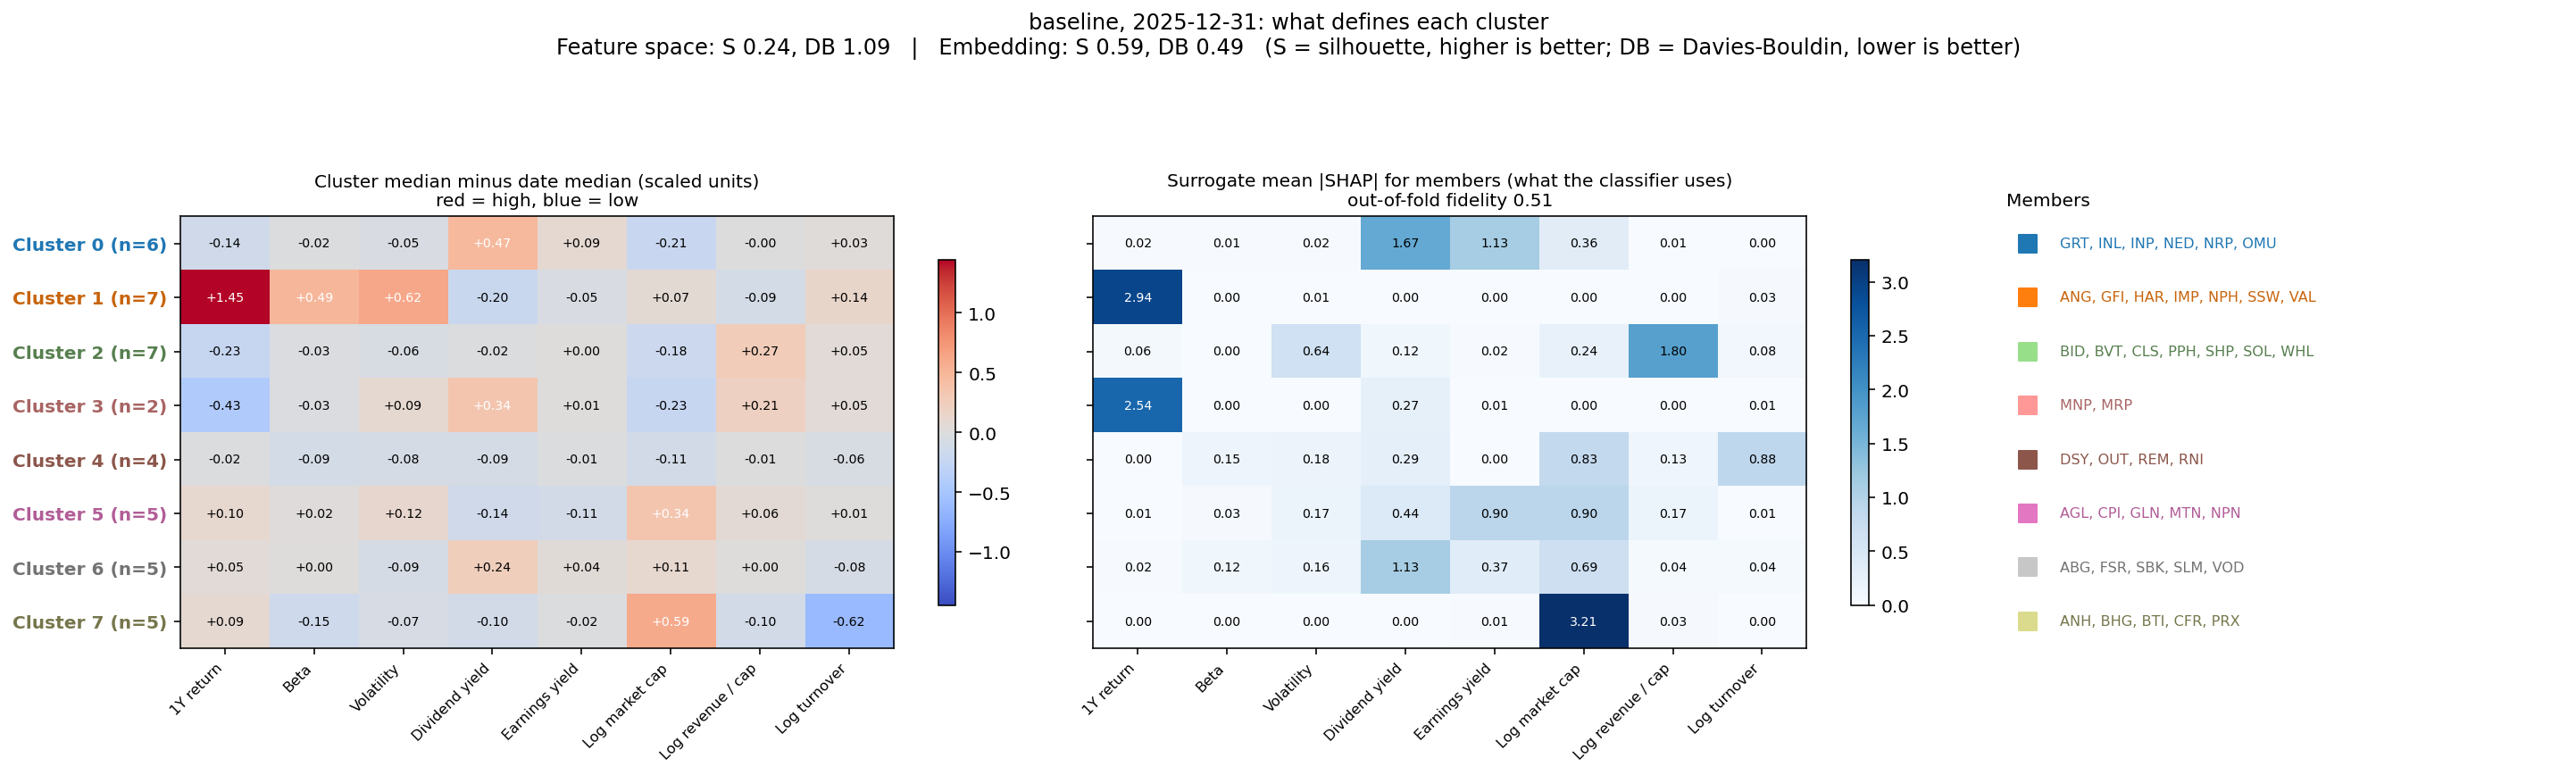 baseline, 2025-12-31: what defines each cluster
Feature space: S 0.24, DB 1.09   |   Embedding: S 0.59, DB 0.49   (S = silhouette, higher is better; DB = Davies-Bouldin, lower is better)
Cluster median minus date median (scaled units)
red = high, blue = low
Cluster 0 (n=6) -0.14 -0.02 -0.05 +0.47 +0.09 -0.21 -0.00 +0.03
Cluster 1 (n=7) +1.45 +0.49 +0.62 -0.20 -0.05 +0.07 -0.09 +0.14
Cluster 2 (n=7) -0.23 -0.03 -0.06 -0.02 +0.00 -0.18 +0.27 +0.05
Cluster 3 (n=2) -0.43 -0.03 +0.09 +0.34 +0.01 -0.23 +0.21 +0.05
Cluster 4 (n=4) -0.02 -0.09 -0.08 -0.09 -0.01 -0.11 -0.01 -0.06
Cluster 5 (n=5) +0.10 +0.02 +0.12 -0.14 -0.11 +0.34 +0.06 +0.01
Cluster 6 (n=5) +0.05 +0.00 -0.09 +0.24 +0.04 +0.11 +0.00 -0.08
Cluster 7 (n=5) +0.09 -0.15 -0.07 -0.10 -0.02 +0.59 -0.10 -0.62
1Y return Beta Volatility Dividend yield Earnings yield Log market cap Log revenue / cap Log turnover
1.0
0.5
0.0
−0.5
−1.0
Surrogate mean |SHAP| for members (what the classifier uses)
out-of-fold fidelity 0.51
0.02 0.01 0.02 1.67 1.13 0.36 0.01 0.00
2.94 0.00 0.01 0.00 0.00 0.00 0.00 0.03
0.06 0.00 0.64 0.12 0.02 0.24 1.80 0.08
2.54 0.00 0.00 0.27 0.01 0.00 0.00 0.01
0.00 0.15 0.18 0.29 0.00 0.83 0.13 0.88
0.01 0.03 0.17 0.44 0.90 0.90 0.17 0.01
0.02 0.12 0.16 1.13 0.37 0.69 0.04 0.04
0.00 0.00 0.00 0.00 0.01 3.21 0.03 0.00
1Y return Beta Volatility Dividend yield Earnings yield Log market cap Log revenue / cap Log turnover
3.0
2.5
2.0
1.5
1.0
0.5
0.0
Members
GRT, INL, INP, NED, NRP, OMU
ANG, GFI, HAR, IMP, NPH, SSW, VAL
BID, BVT, CLS, PPH, SHP, SOL, WHL
MNP, MRP
DSY, OUT, REM, RNI
AGL, CPI, GLN, MTN, NPN
ABG, FSR, SBK, SLM, VOD
ANH, BHG, BTI, CFR, PRX